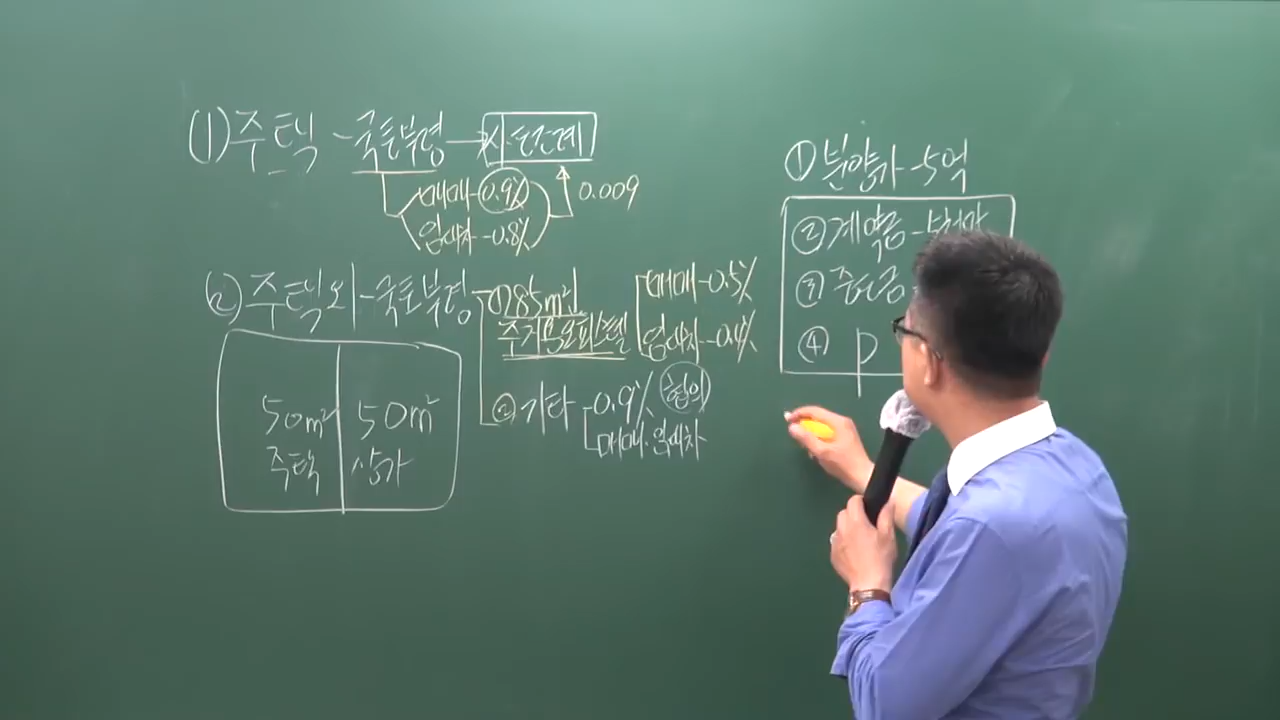 (1) 주택 - 국토부령 → 시·도조례
매매 - 0.9%
임대차 - 0.8%
0.009
(2) 주택외 - 국토부령
① 85m²
주거용오피스텔
매매 - 0.5%
임대차 - 0.4%
② 기타 - 0.9% 협의
매매·임대차
50m² 주택
50m² 상가
① 분양가 - 5억
② 계약금 -
③ 중도금
④ P